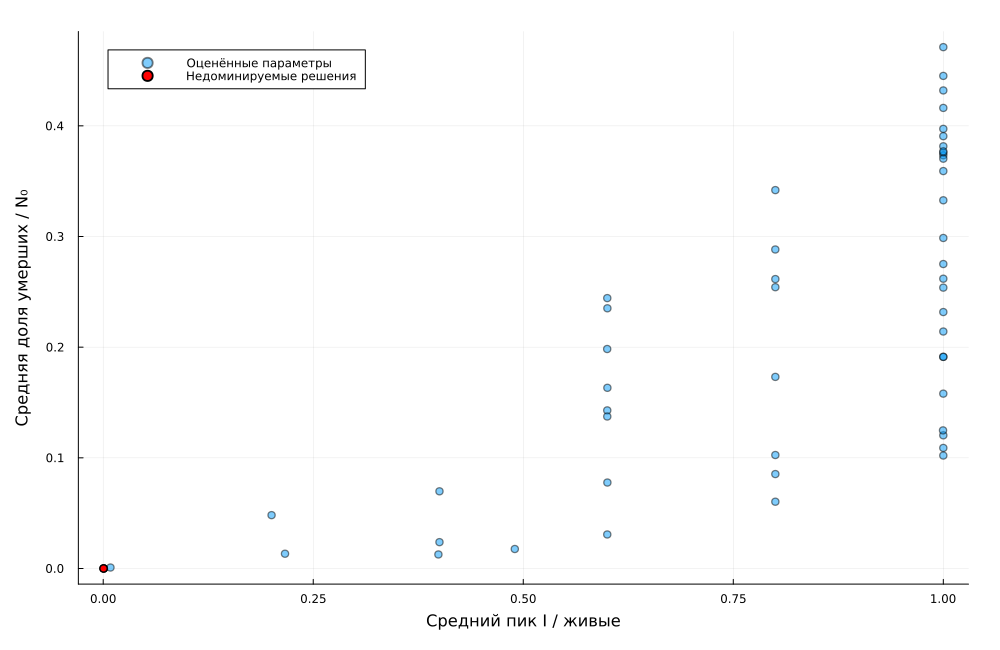 Оценённые параметры
Недоминируемые решения
Средняя доля умерших / N₀
0.4
0.3
0.2
0.1
0.0
0.00 0.25 0.50 0.75 1.00
Средний пик I / живые